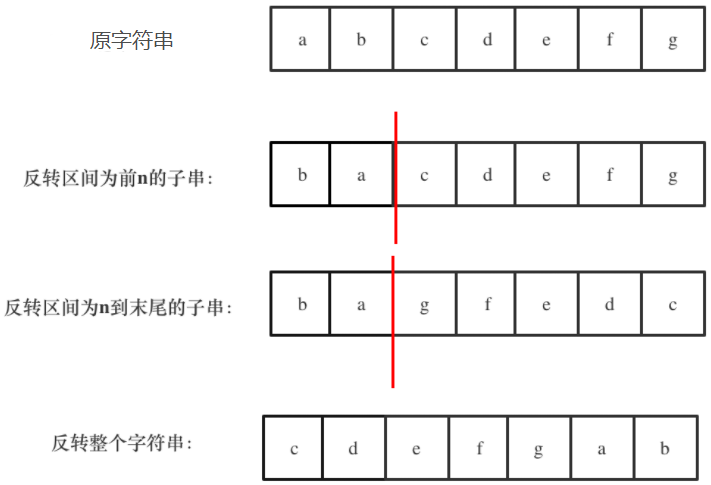 原字符串 a b c d e f g
反转区间为前n的子串: b a c d e f g
反转区间为n到末尾的子串: b a g f e d c
反转整个字符串: c d e f g a b